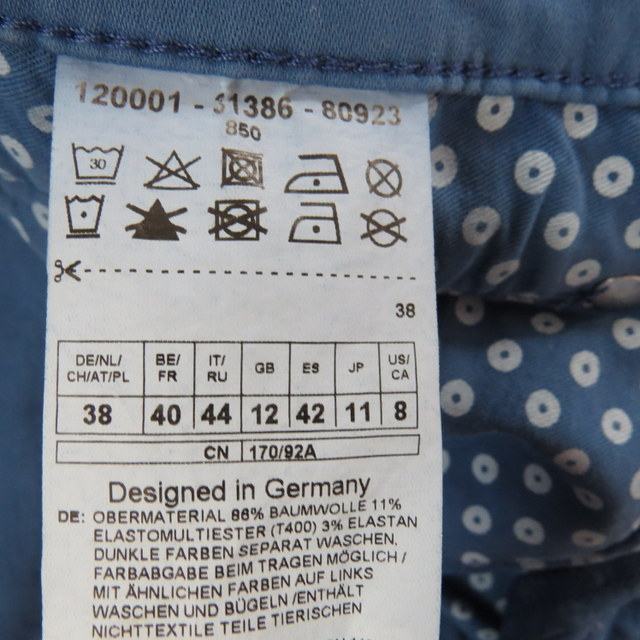 120001 - 31386 - 80923
850
30
38
DE/NL/ CH/AT/PL BE/ FR IT/ RU GB ES JP US/ CA
38 40 44 12 42 11 8
CN 170/92A
Designed in Germany
DE: OBERMATERIAL 86% BAUMWOLLE 11%
ELASTOMULTIESTER (T400) 3% ELASTAN
DUNKLE FARBEN SEPARAT WASCHEN,
FARBABGABE BEIM TRAGEN MÖGLICH /
MIT ÄHNLICHEN FARBEN AUF LINKS
WASCHEN UND BÜGELN /ENTHÄLT
NICHTTEXTILE TEILE TIERISCHEN